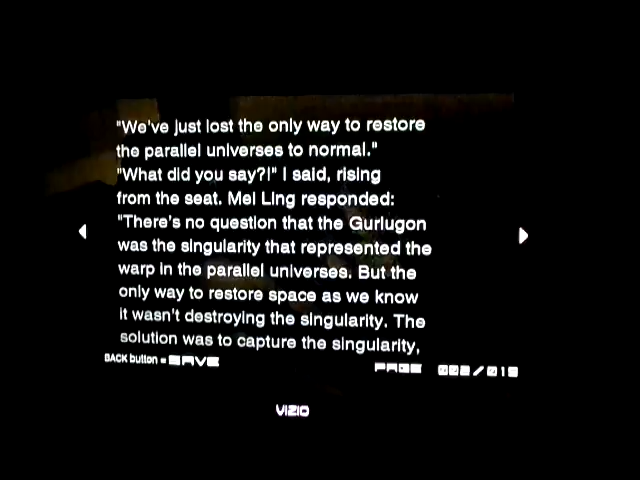 "We've just lost the only way to restore
the parallel universes to normal."
"What did you say?!" I said, rising
from the seat. Mei Ling responded:
"There's no question that the Gurlugon
was the singularity that represented the
warp in the parallel universes. But the
only way to restore space as we know
it wasn't destroying the singularity. The
solution was to capture the singularity,
BACK button = SAVE
PAGE 002/019
VIZIO